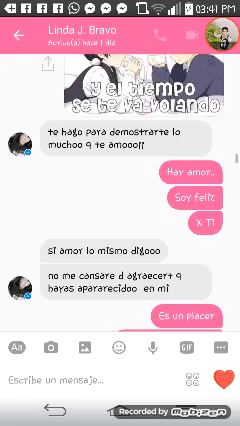 03:41 PM
Linda J. Bravo
Activo(a) hace 1 día
y el tiempo
se te va volando
te hago para demostrarte lo
muchoo q te amooo!!
Hay amor..
Soy feliz
X TI
si amor lo mismo digooo
no me cansare d agraecert q
hayas apararecidoo en mi
Es un placer
Aa
GIF
Escribe un mensaje...
Recorded by Mobizen